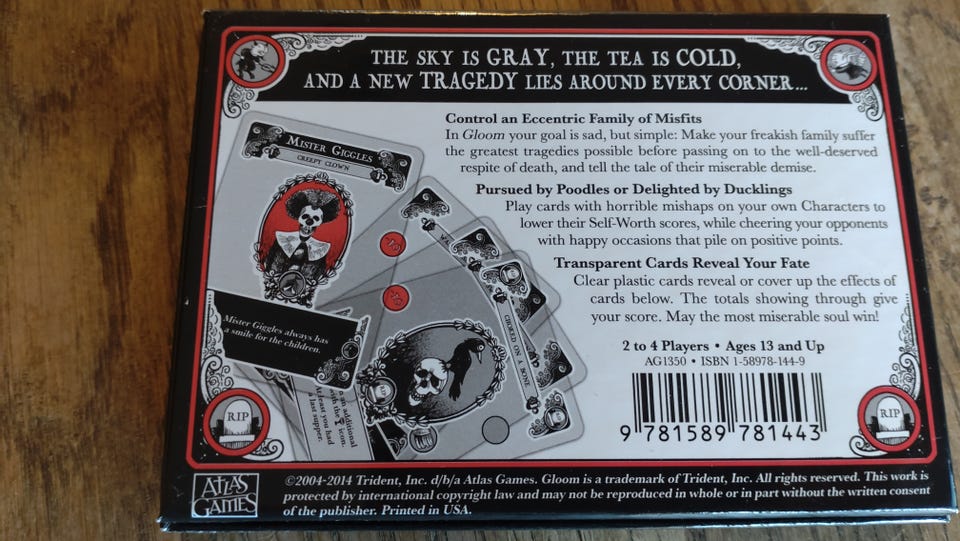 THE SKY IS GRAY, THE TEA IS COLD,
AND A NEW TRAGEDY LIES AROUND EVERY CORNER...
Control an Eccentric Family of Misfits
In Gloom your goal is sad, but simple: Make your freakish family suffer
the greatest tragedies possible before passing on to the well-deserved
respite of death, and tell the tale of their miserable demise.
Pursued by Poodles or Delighted by Ducklings
Play cards with horrible mishaps on your own Characters to
lower their Self-Worth scores, while cheering your opponents
with happy occasions that pile on positive points.
Transparent Cards Reveal Your Fate
Clear plastic cards reveal or cover up the effects of
cards below. The totals showing through give
your score. May the most miserable soul win!
2 to 4 Players • Ages 13 and Up
AG1350 • ISBN 1-58978-144-9
9 781589 781443
MISTER GIGGLES
CREEPY CLOWN
Mister Giggles always has
a smile for the children.
CHOKED ON A BONE
an additional
with the icon.
least you had
a last supper.
R.I.P.
R.I.P.
ATLAS
GAMES
©2004-2014 Trident, Inc. d/b/a Atlas Games. Gloom is a trademark of Trident, Inc. All rights reserved. This work is
protected by international copyright law and may not be reproduced in whole or in part without the written consent
of the publisher. Printed in USA.